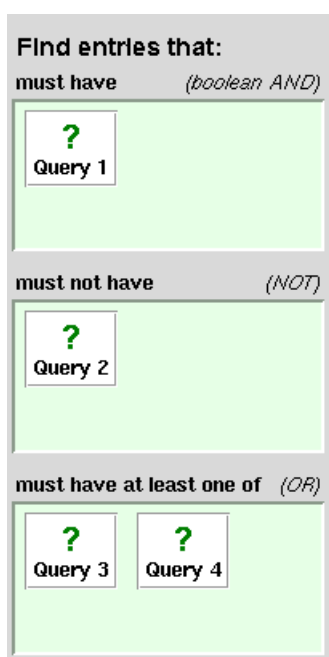 Find entries that:
must have (boolean AND)
?
Query 1
must not have (NOT)
?
Query 2
must have at least one of (OR)
? ?
Query 3 Query 4